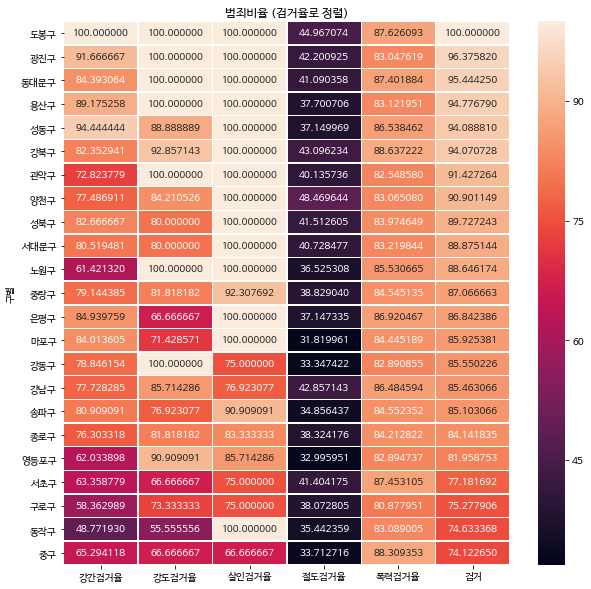 범죄비율 (검거율로 정렬)
도봉구 100.000000 100.000000 100.000000 44.967074 87.626093 100.000000
광진구 91.666667 100.000000 100.000000 42.200925 83.047619 96.375820
동대문구 84.393064 100.000000 100.000000 41.090358 87.401884 95.444250
용산구 89.175258 100.000000 100.000000 37.700706 83.121951 94.776790
성동구 94.444444 88.888889 100.000000 37.149969 86.538462 94.088810
강북구 82.352941 92.857143 100.000000 43.096234 88.637222 94.070728
관악구 72.823779 100.000000 100.000000 40.135736 82.548580 91.427264
양천구 77.486911 84.210526 100.000000 48.469644 83.065080 90.901149
성북구 82.666667 80.000000 100.000000 41.512605 83.974649 89.727243
서대문구 80.519481 80.000000 100.000000 40.728477 83.219844 88.875144
노원구 61.421320 100.000000 100.000000 36.525308 85.530665 88.646174
중랑구 79.144385 81.818182 92.307692 38.829040 84.545135 87.066663
은평구 84.939759 66.666667 100.000000 37.147335 86.920467 86.842386
마포구 84.013605 71.428571 100.000000 31.819961 84.445189 85.925381
강동구 78.846154 100.000000 75.000000 33.347422 82.890855 85.550226
강남구 77.728285 85.714286 76.923077 42.857143 86.484594 85.463066
송파구 80.909091 76.923077 90.909091 34.856437 84.552352 85.103066
종로구 76.303318 81.818182 83.333333 38.324176 84.212822 84.141835
영등포구 62.033898 90.909091 85.714286 32.995951 82.894737 81.958753
서초구 63.358779 66.666667 75.000000 41.404175 87.453105 77.181692
구로구 58.362989 73.333333 75.000000 38.072805 80.877951 75.277906
동작구 48.771930 55.555556 100.000000 35.442359 83.089005 74.633368
중구 65.294118 66.666667 66.666667 33.712716 88.309353 74.122650
강간검거율 강도검거율 살인검거율 절도검거율 폭력검거율 검거
구별
90
75
60
45